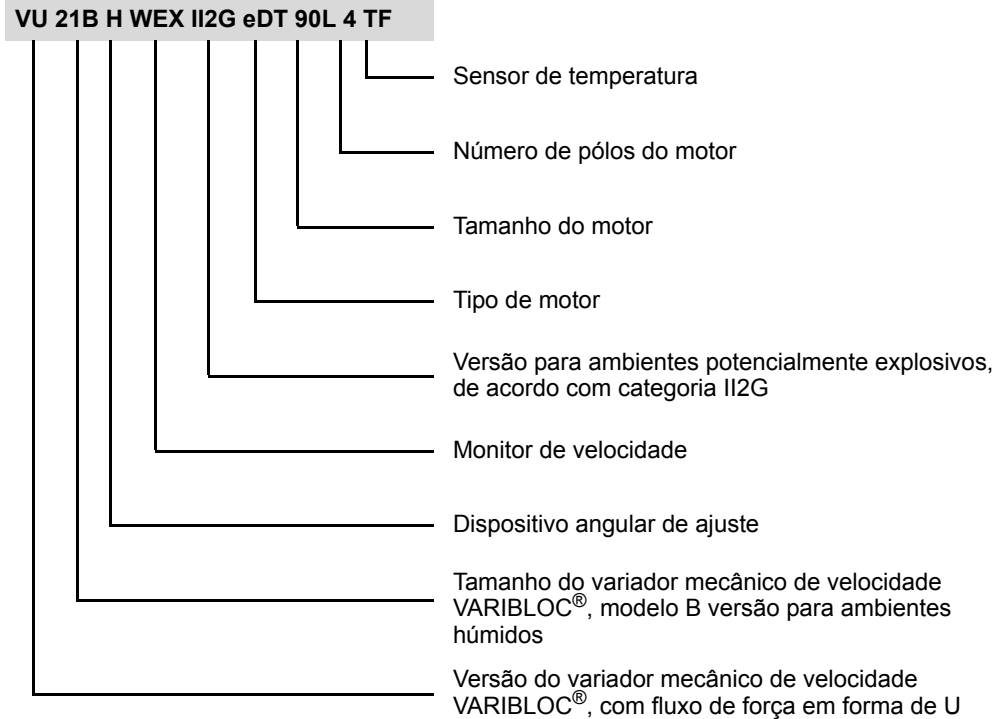 VU 21B H WEX II2G eDT 90L 4 TF
Sensor de temperatura
Número de pólos do motor
Tamanho do motor
Tipo de motor
Versão para ambientes potencialmente explosivos,
de acordo com categoria II2G
Monitor de velocidade
Dispositivo angular de ajuste
Tamanho do variador mecânico de velocidade
VARIBLOC®, modelo B versão para ambientes
húmidos
Versão do variador mecânico de velocidade
VARIBLOC®, com fluxo de força em forma de U